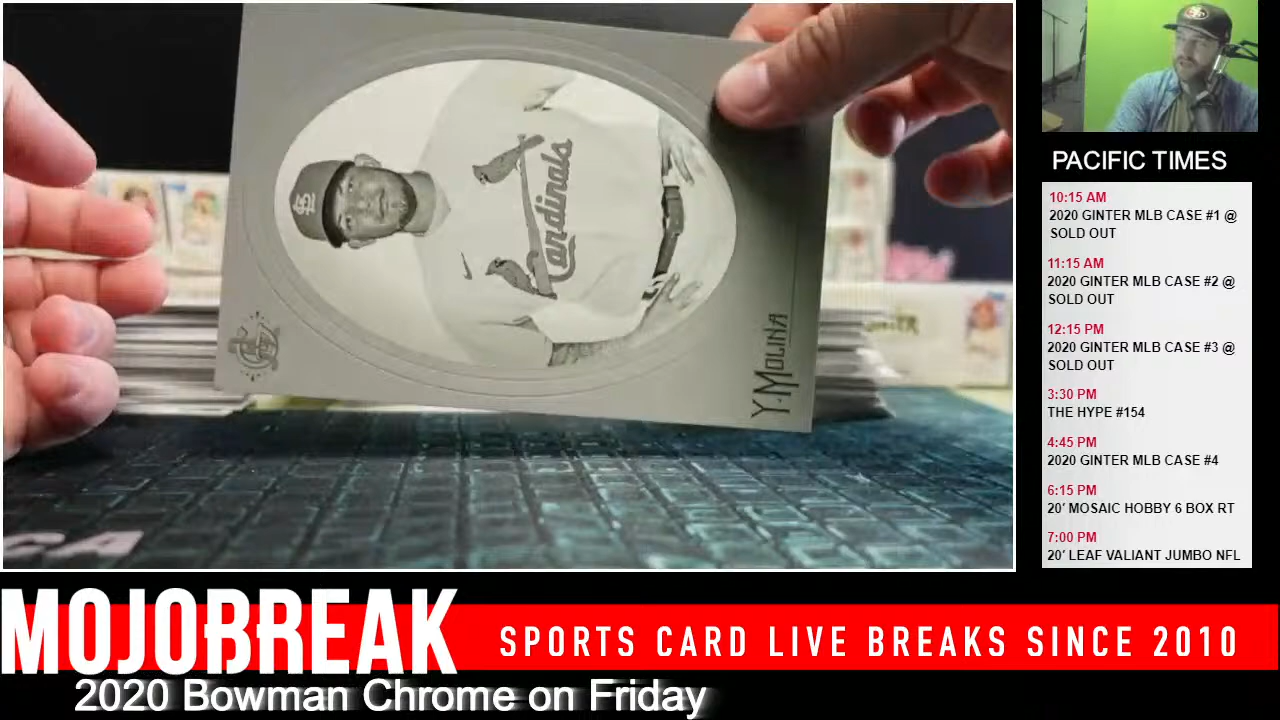 Cardinals
Y-MOLINA
PACIFIC TIMES
10:15 AM
2020 GINTER MLB CASE #1 @
SOLD OUT
11:15 AM
2020 GINTER MLB CASE #2 @
SOLD OUT
12:15 PM
2020 GINTER MLB CASE #3 @
SOLD OUT
3:30 PM
THE HYPE #154
4:45 PM
2020 GINTER MLB CASE #4
6:15 PM
20' MOSAIC HOBBY 6 BOX RT
7:00 PM
20' LEAF VALIANT JUMBO NFL
MOJOBREAK
SPORTS CARD LIVE BREAKS SINCE 2010
2020 Bowman Chrome on Friday